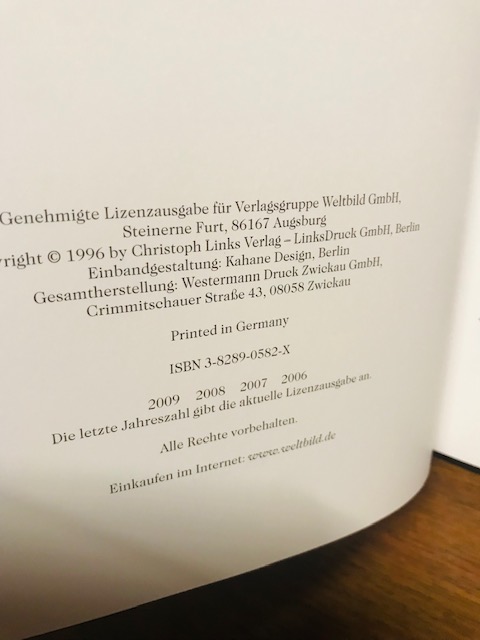 Genehmigte Lizenzausgabe für Verlagsgruppe Weltbild GmbH,
Steinerne Furt, 86167 Augsburg
yright © 1996 by Christoph Links Verlag – LinksDruck GmbH, Berlin
Einbandgestaltung: Kahane Design, Berlin
Gesamtherstellung: Westermann Druck Zwickau GmbH,
Crimmitschauer Straße 43, 08058 Zwickau
Printed in Germany
ISBN 3-8289-0582-X
2009 2008 2007 2006
Die letzte Jahreszahl gibt die aktuelle Lizenzausgabe an.
Alle Rechte vorbehalten.
Einkaufen im Internet: www.weltbild.de